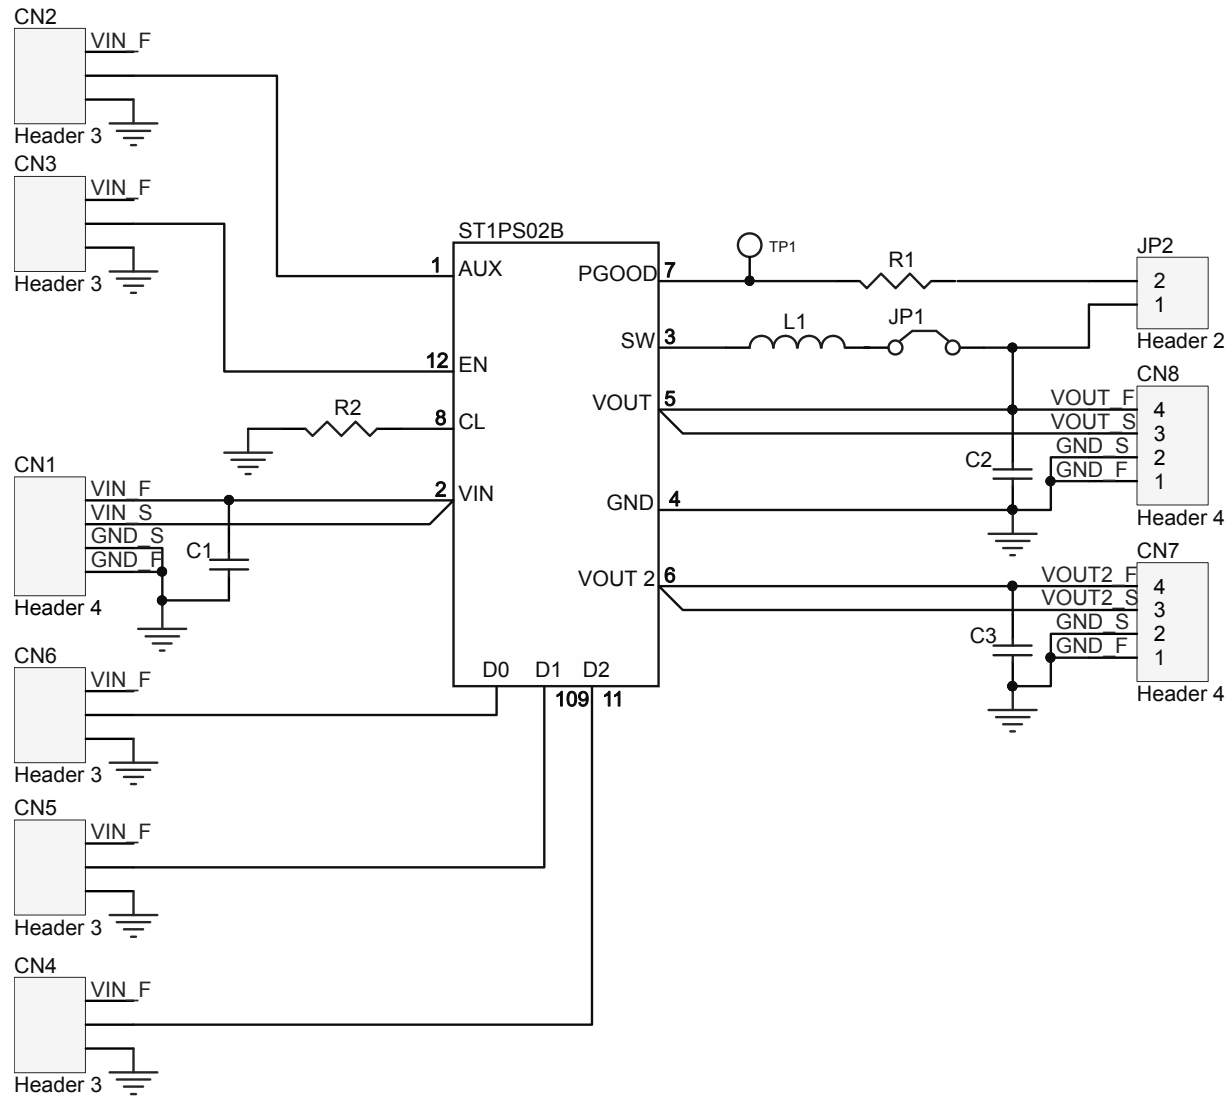 CN2
VIN_F
Header 3
CN3
VIN_F
Header 3
ST1PS02B
1 AUX
PGOOD 7
TP1
R1
JP2
2
1
Header 2
SW 3
L1
JP1
12 EN
VOUT 5
CN8
VOUT_F 4
VOUT_S 3
GND_S 2
GND_F 1
Header 4
R2
8 CL
C2
CN1
VIN_F
VIN_S
GND_S
GND_F
Header 4
C1
2 VIN
GND 4
VOUT 2 6
CN7
VOUT2_F 4
VOUT2_S 3
GND_S 2
GND_F 1
Header 4
C3
D0 D1 D2
109 11
CN6
VIN_F
Header 3
CN5
VIN_F
Header 3
CN4
VIN_F
Header 3